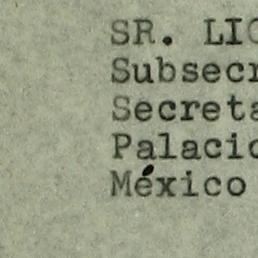 SR. LIC
Subsecr
Secreta
Palacio
México